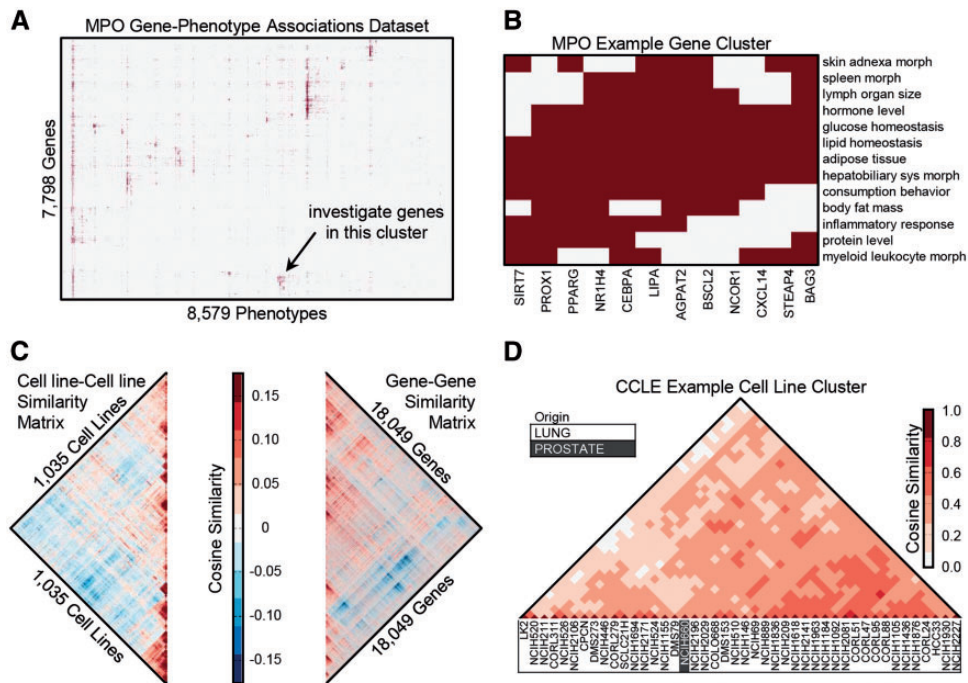 A
MPO Gene-Phenotype Associations Dataset
7,798 Genes
investigate genes
in this cluster
8,579 Phenotypes
B
MPO Example Gene Cluster
skin adnexa morph
spleen morph
lymph organ size
hormone level
glucose homeostasis
lipid homeostasis
adipose tissue
hepatobiliary sys morph
consumption behavior
body fat mass
inflammatory response
protein level
myeloid leukocyte morph
SIRT7
PROX1
PPARG
NR1H4
CEBPA
LIPA
AGPAT2
BSCL2
NCOR1
CXCL14
STEAP4
BAG3
C
Cell line-Cell line
Similarity
Matrix
1,035 Cell Lines
1,035 Cell Lines
Cosine Similarity
0.15
0.10
0.05
0
-0.05
-0.10
-0.15
Gene-Gene
Similarity
Matrix
18,049 Genes
18,049 Genes
D
CCLE Example Cell Line Cluster
Origin
LUNG
PROSTATE
Cosine Similarity
1.0
0.8
0.6
0.4
0.2
0.0
LK2
NCIH520
NCIH211
CORL311
NCIH526
NCIH2106
CPCN
DMS273
NCIH446
CORL279
SCLC21H
NCIH1694
NCIH2171
NCIH524
NCIH1155
DMS53
NCIH2196
NCIH2029
COLO668
DMS153
NCIH510
NCIH1146
NCIH69
NCIH889
NCIH1836
NCIH209
NCIH1618
NCIH2141
NCIH1963
NCIH1184
NCIH1092
NCIH2081
CORL51
CORL47
CORL95
CORL88
NCIH1105
NCIH1436
NCIH1876
CORL24
HCC33
NCIH1930
NCIH2227